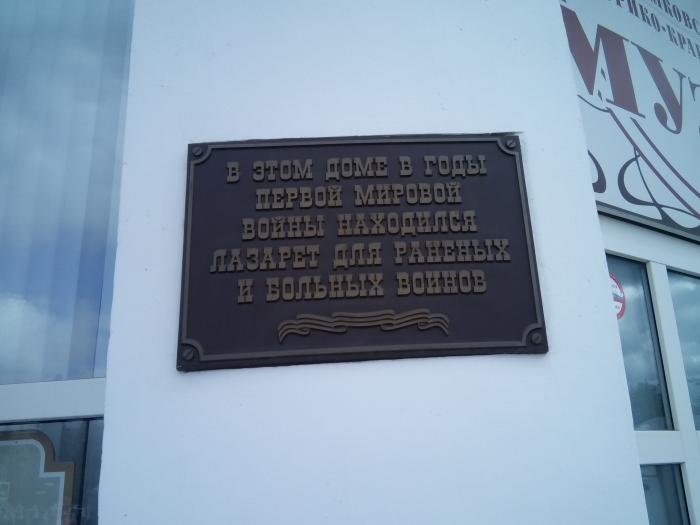 В ЭТОМ ДОМЕ В ГОДЫ
ПЕРВОЙ МИРОВОЙ
ВОЙНЫ НАХОДИЛСЯ
ЛАЗАРЕТ ДЛЯ РАНЕНЫХ
И БОЛЬНЫХ ВОИНОВ